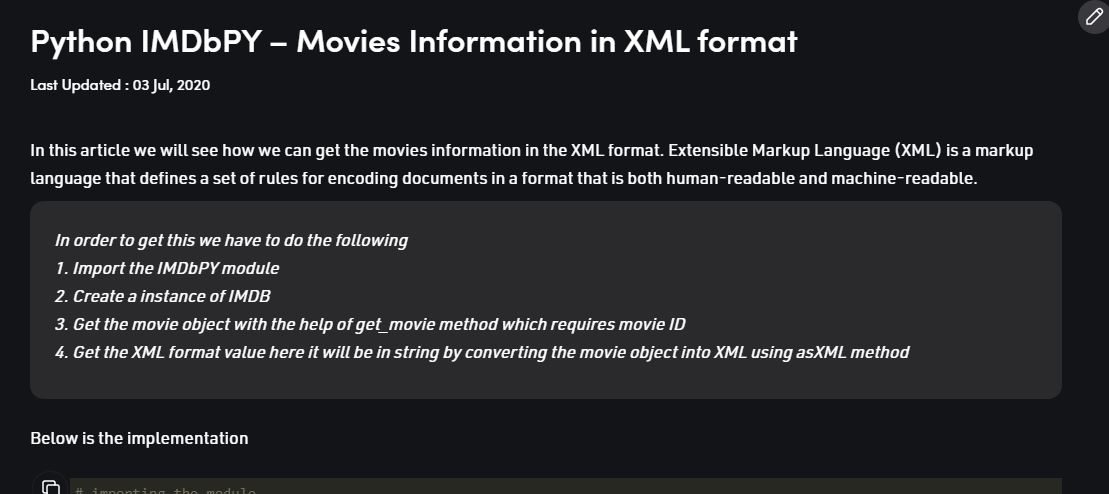 Python IMDbPY – Movies Information in XML format
Last Updated : 03 Jul, 2020
In this article we will see how we can get the movies information in the XML format. Extensible Markup Language (XML) is a markup
language that defines a set of rules for encoding documents in a format that is both human-readable and machine-readable.
In order to get this we have to do the following
1. Import the IMDbPY module
2. Create a instance of IMDB
3. Get the movie object with the help of get_movie method which requires movie ID
4. Get the XML format value here it will be in string by converting the movie object into XML using asXML method
Below is the implementation
# importing the module